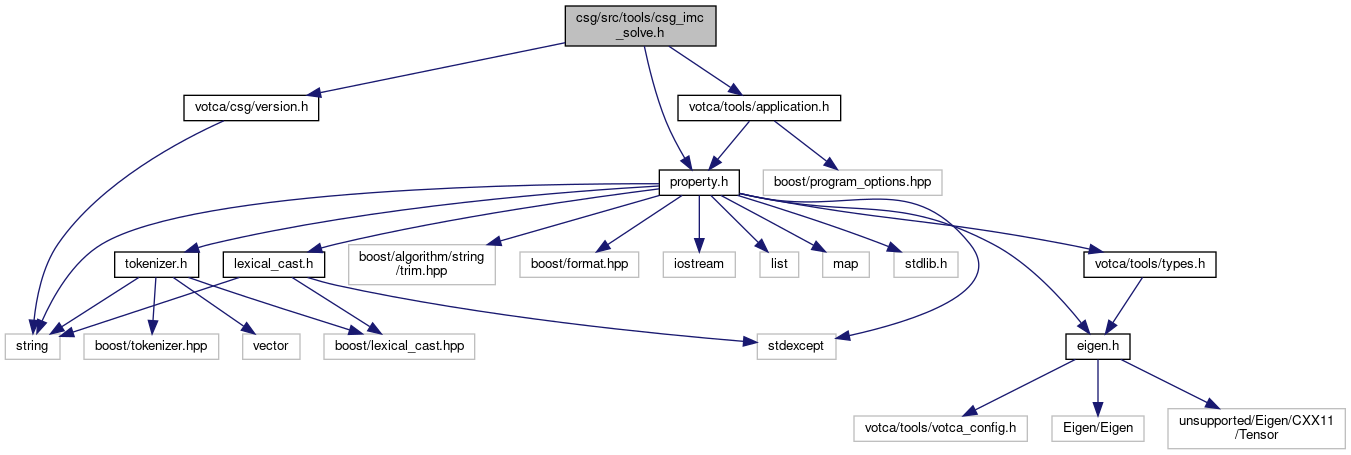 csg/src/tools/csg_imc
_solve.h
votca/csg/version.h
votca/tools/application.h
property.h
boost/program_options.hpp
tokenizer.h
lexical_cast.h
boost/algorithm/string
/trim.hpp
boost/format.hpp
iostream
list
map
stdlib.h
votca/tools/types.h
string
boost/tokenizer.hpp
vector
boost/lexical_cast.hpp
stdexcept
eigen.h
votca/tools/votca_config.h
Eigen/Eigen
unsupported/Eigen/CXX11
/Tensor